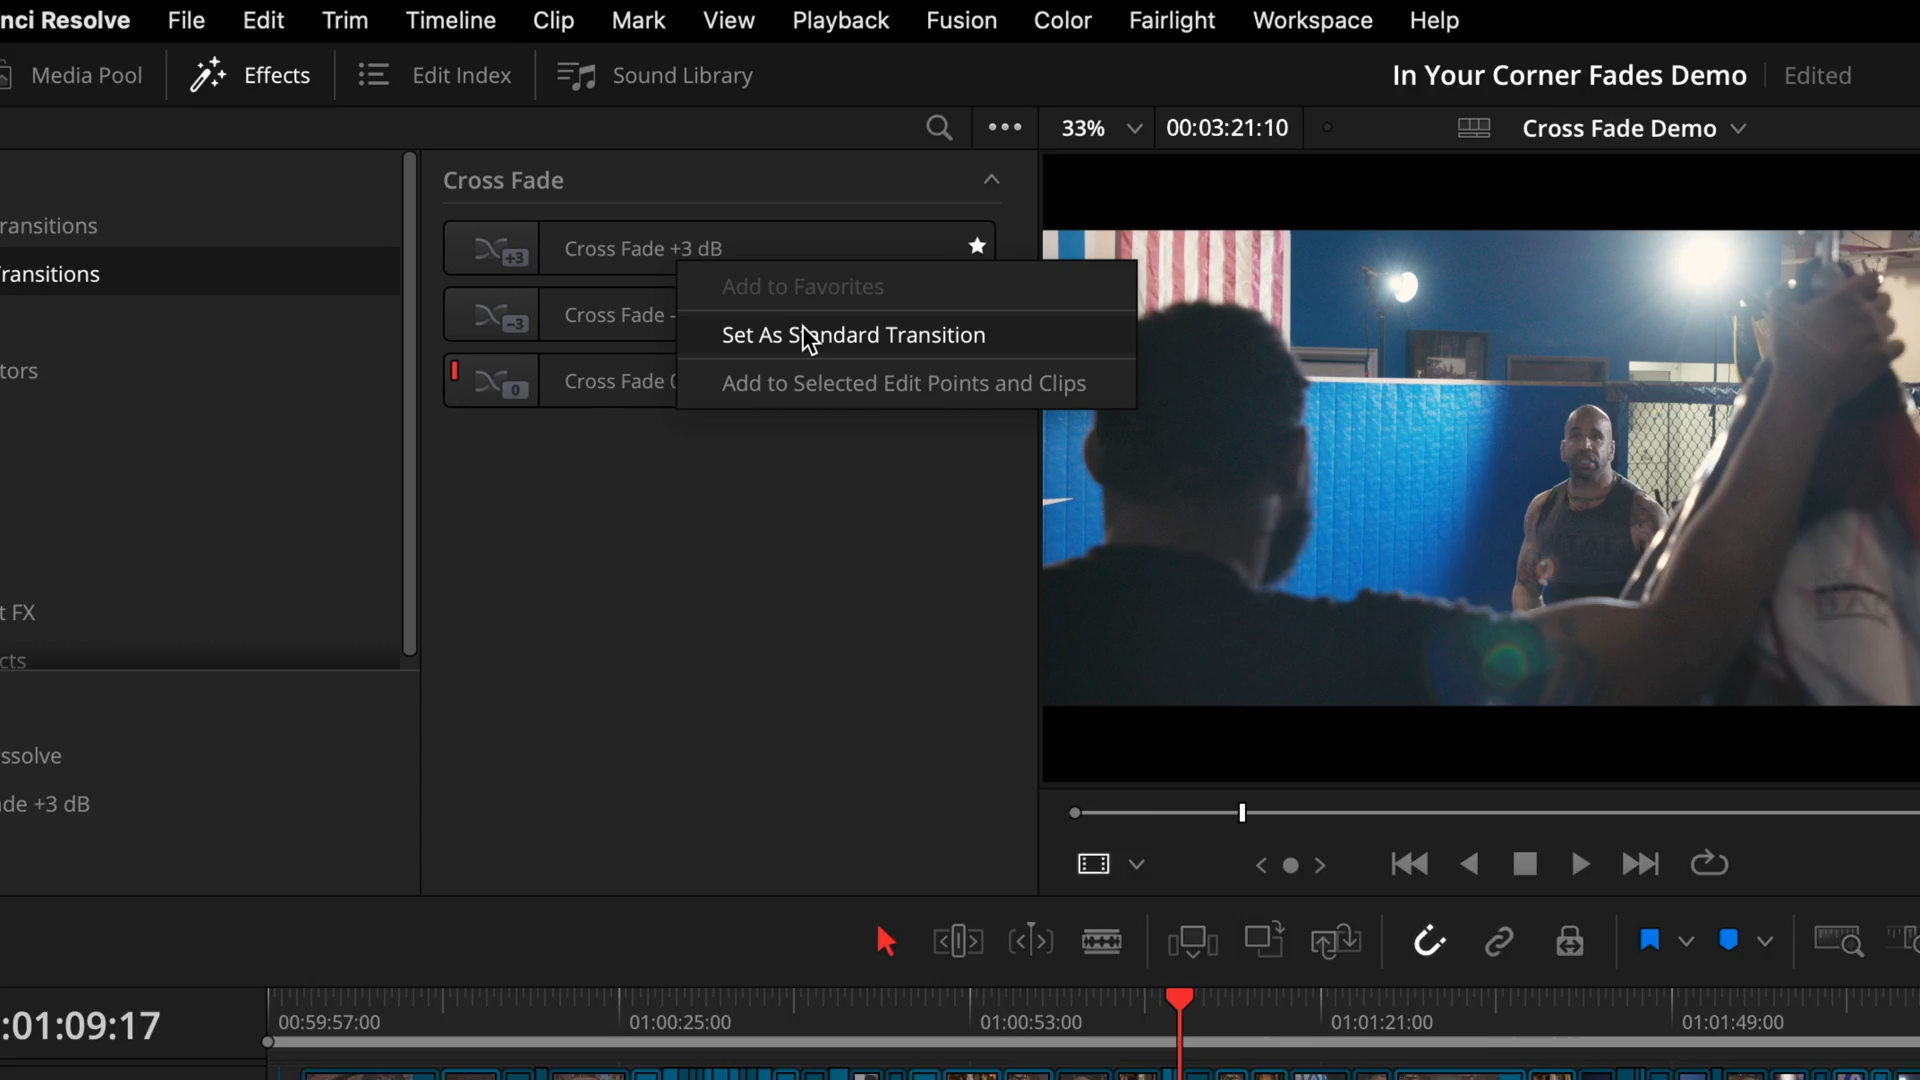 nci Resolve File Edit Trim Timeline Clip Mark View Playback Fusion Color Fairlight Workspace Help
Media Pool Effects Edit Index Sound Library In Your Corner Fades Demo Edited
33% 00:03:21:10 Cross Fade Demo
Cross Fade
ransitions
+3 Cross Fade +3 dB
ransitions
Add to Favorites
-3 Cross Fade -
Set As Standard Transition
tors
0 Cross Fade 0
Add to Selected Edit Points and Clips
t FX
cts
ssolve
de +3 dB
:01:09:17
00:59:57:00 01:00:25:00 01:00:53:00 01:01:21:00 01:01:49:00